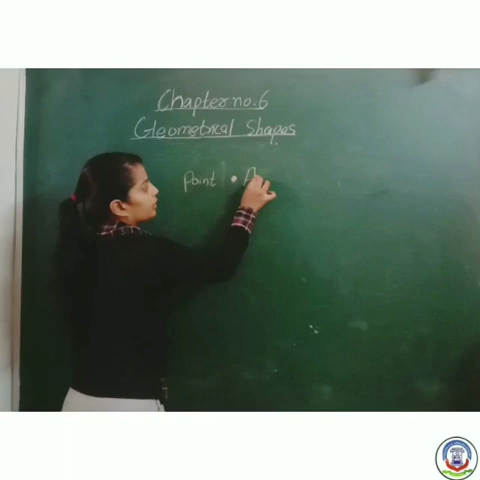 Chapter no. 6
Geometrical Shapes
Point • A